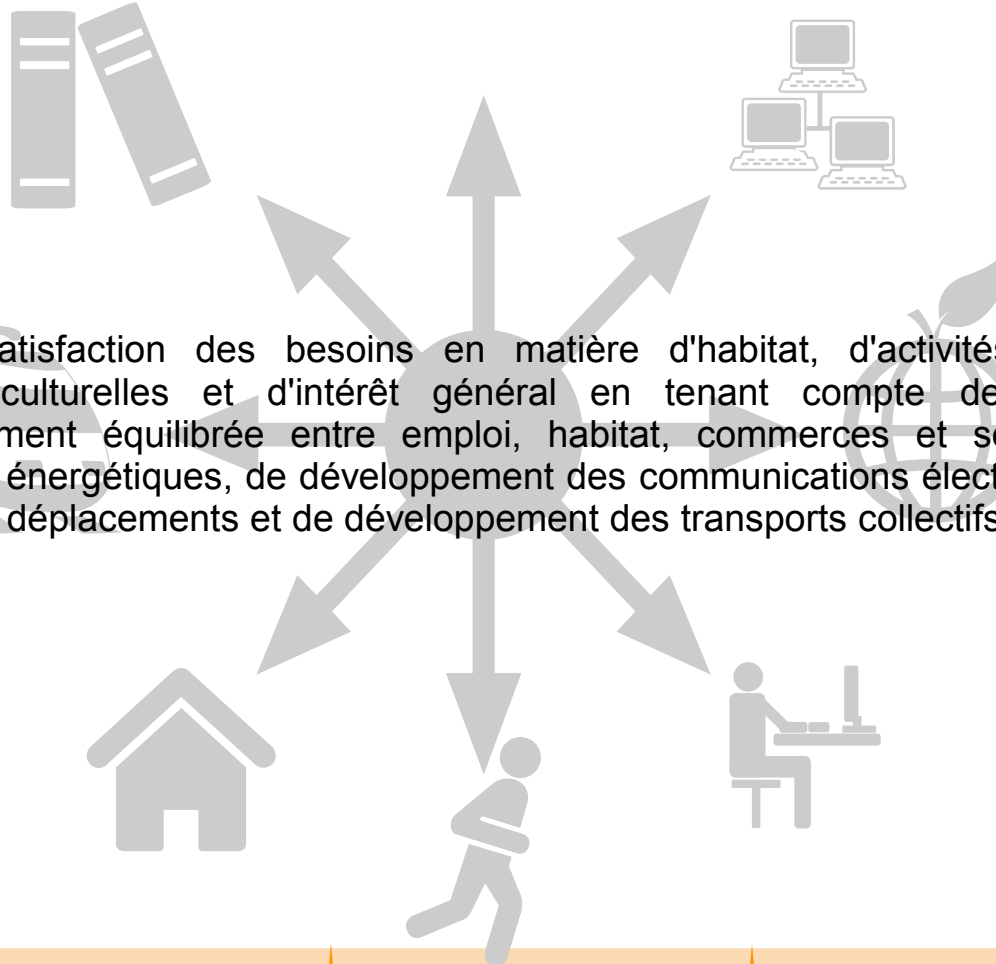 atisfaction des besoins en matière d'habitat, d'activités
culturelles et d'intérêt général en tenant compte de
ment équilibrée entre emploi, habitat, commerces et se
énergétiques, de développement des communications élect
déplacements et de développement des transports collectifs